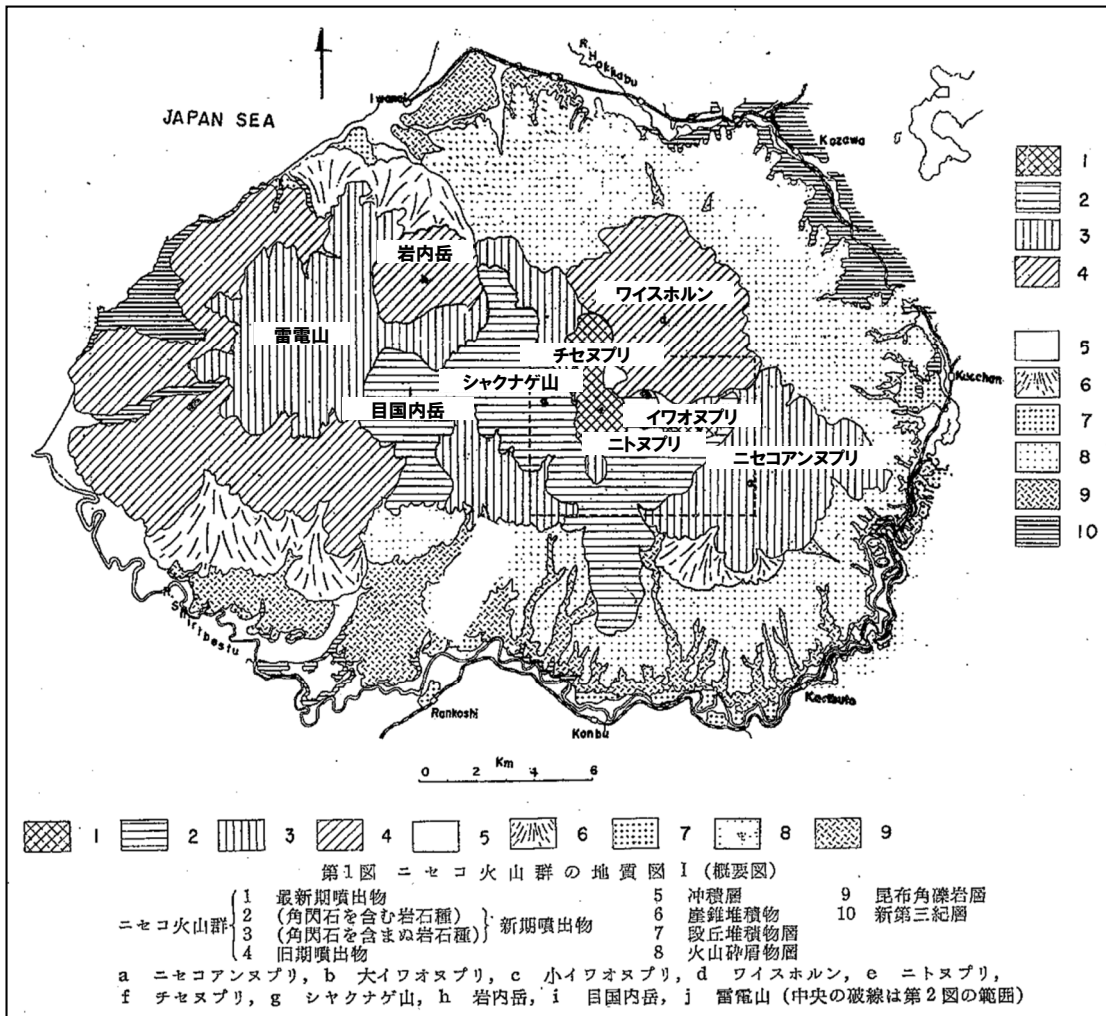 R. Hokkabu
Iwanai
JAPAN SEA
Kozawa
1
2
3
4
岩内岳
ワイスホルン
d
雷電山
チセヌプリ
5
シャクナゲ山
6
Kucchan
目国内岳
イワオヌプリ
7
ニトヌプリ
ニセコアンヌプリ
8
9
10
R. Shiribestu
Rankoshi
Konbu
Km
0 2 4 6
1 2 3 4 5 6 7 8 9
第1図 ニセコ火山群の地質図 I (概要図)
ニセコ火山群
1 最新期噴出物
2 (角閃石を含む岩石種)
3 (角閃石を含まぬ岩石種)
新期噴出物
4 旧期噴出物
5 冲積層
6 崖錐堆積物
7 段丘堆積物層
8 火山砕屑物層
9 昆布角礫岩層
10 新第三紀層
a ニセコアンヌプリ, b 大イワオヌプリ, c 小イワオヌプリ, d ワイスホルン, e ニトヌプリ,
f チセヌプリ, g シャクナゲ山, h 岩内岳, i 目国内岳, j 雷電山 (中央の破線は第2図の範囲)